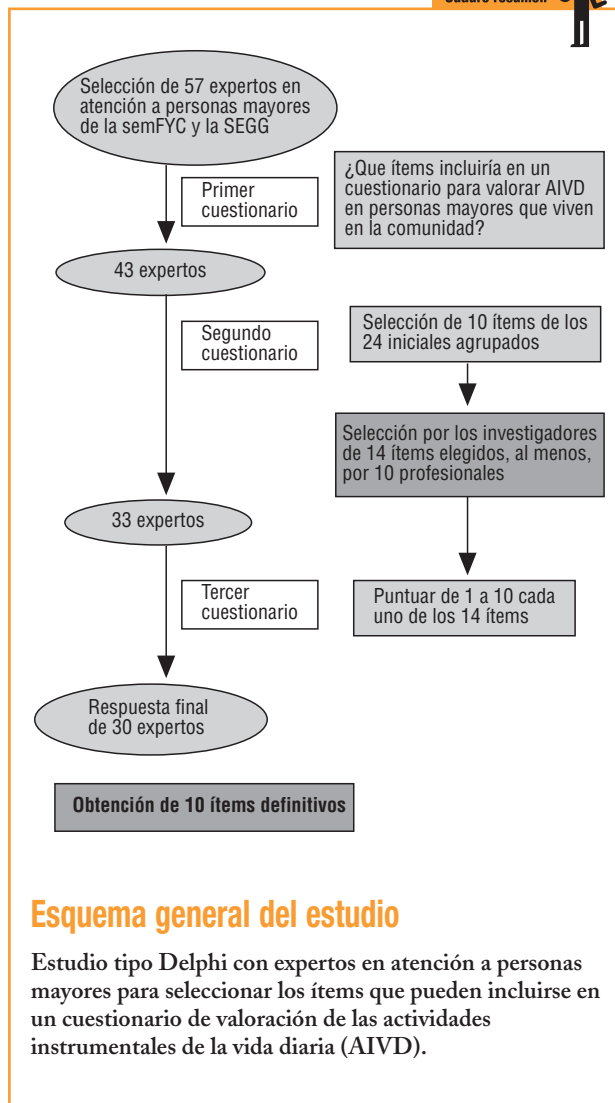 Cuadro resumen
Selección de 57 expertos en
atención a personas mayores
de la semFYC y la SEGG
Primer
cuestionario
¿Que ítems incluiría en un
cuestionario para valorar AIVD
en personas mayores que viven
en la comunidad?
43 expertos
Segundo
cuestionario
Selección de 10 ítems de los
24 iniciales agrupados
Selección por los investigadores
de 14 ítems elegidos, al menos,
por 10 profesionales
33 expertos
Tercer
cuestionario
Puntuar de 1 a 10 cada
uno de los 14 ítems
Respuesta final
de 30 expertos
Obtención de 10 ítems definitivos
Esquema general del estudio
Estudio tipo Delphi con expertos en atención a personas
mayores para seleccionar los ítems que pueden incluirse en
un cuestionario de valoración de las actividades
instrumentales de la vida diaria (AIVD).